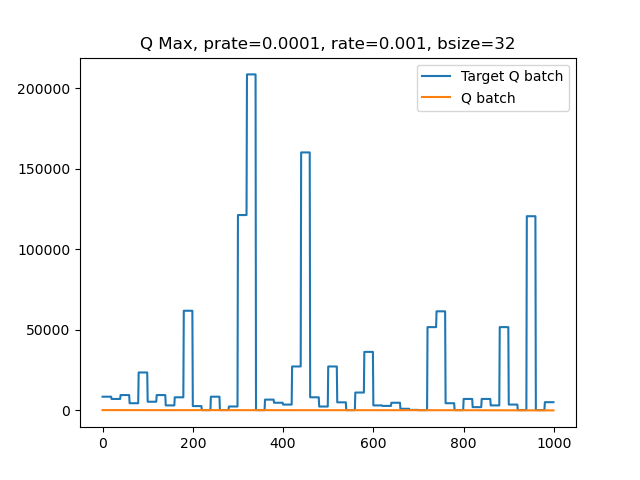 Q Max, prate=0.0001, rate=0.001, bsize=32
Target Q batch
Q batch
200000
150000
100000
50000
0
0 200 400 600 800 1000